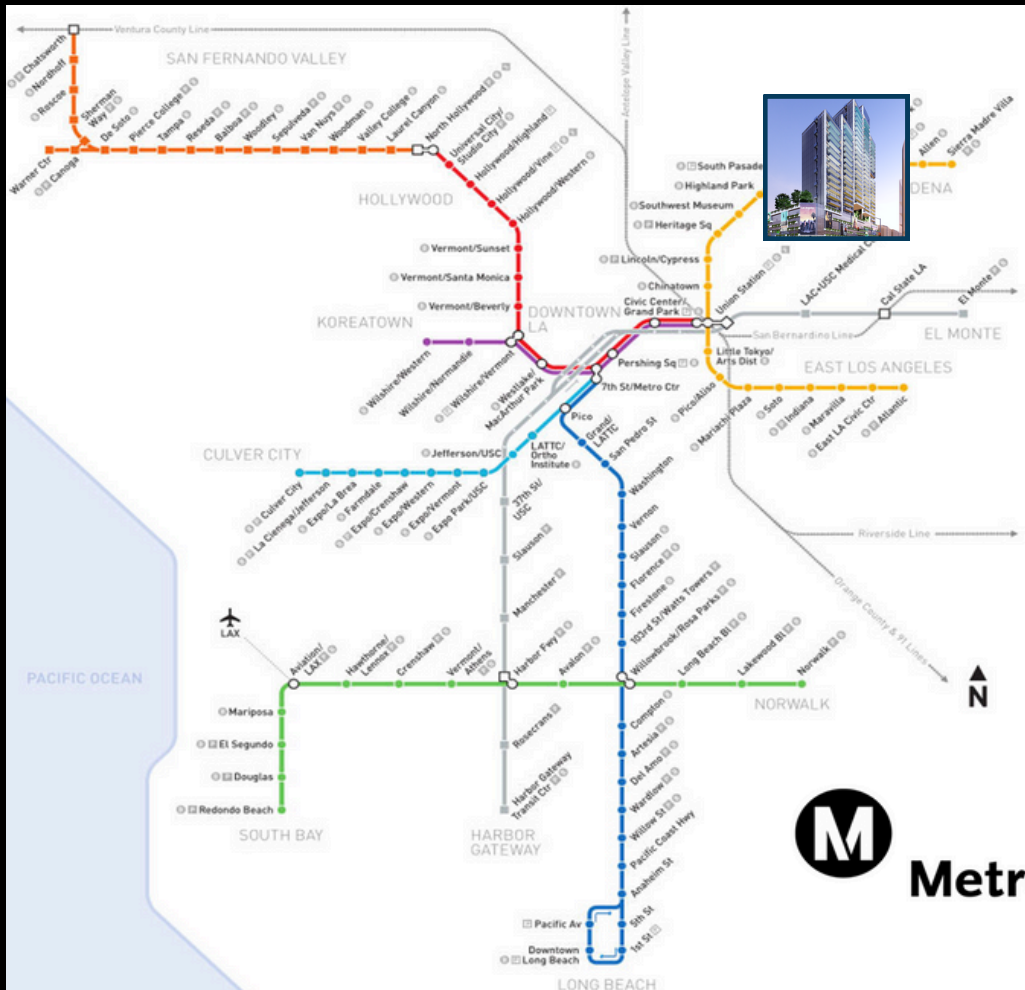 Ventura County Line
Antelope Valley Line
SAN FERNANDO VALLEY
Chatsworth
Nordhoff
Roscoe
Sherman
Way
Warner Ctr
Canoga
De Soto
Pierce College
Tampa
Reseda
Balboa
Woodley
Sepulveda
Van Nuys
Woodman
Valley College
Laurel Canyon
North Hollywood
Universal City/
Studio City
Hollywood/Highland
Hollywood/Vine
Hollywood/Western
HOLLYWOOD
Vermont/Sunset
Vermont/Santa Monica
Vermont/Beverly
KOREATOWN
DOWNTOWN
LA
Civic Center/
Grand Park
Union Station
South Pasade
Highland Park
Southwest Museum
Heritage Sq
Lincoln/Cypress
Chinatown
Allen
Sierra Madre Villa
DENA
LAC+USC Medical C
Cal State LA
El Monte
EL MONTE
San Bernardino Line
Wilshire/Western
Wilshire/Normandie
Wilshire/Vermont
Westlake/
MacArthur Park
Pershing Sq
7th St/Metro Ctr
Little Tokyo/
Arts Dist
EAST LOS ANGELES
Pico/Aliso
Mariachi Plaza
Soto
Indiana
Maravilla
East LA Civic Ctr
Atlantic
Pico
Grand/
LATTC
San Pedro St
CULVER CITY
Jefferson/USC
LATTC/
Ortho
Institute
Culver City
La Cienega/Jefferson
Expo/La Brea
Farmdale
Expo/Crenshaw
Expo/Western
Expo/Vermont
Expo Park/USC
37th St/
USC
Slauson
Manchester
Washington
Vernon
Slauson
Florence
Firestone
103rd St/Watts Towers
Willowbrook/Rosa Parks
Riverside Line
Orange County & 91 Lines
LAX
Aviation/
LAX
Hawthorne/
Lennox
Crenshaw
Vermont/
Athens
Harbor Fwy
Avalon
Long Beach Bl
Lakewood Bl
Norwalk
NORWALK
PACIFIC OCEAN
N
Mariposa
El Segundo
Douglas
Redondo Beach
SOUTH BAY
Rosecrans
Harbor Gateway
Transit Ctr
HARBOR
GATEWAY
Compton
Artesia
Del Amo
Wardlow
Willow St
Pacific Coast Hwy
Anaheim St
5th St
1st St
Pacific Av
Downtown
Long Beach
LONG BEACH
M
Metr